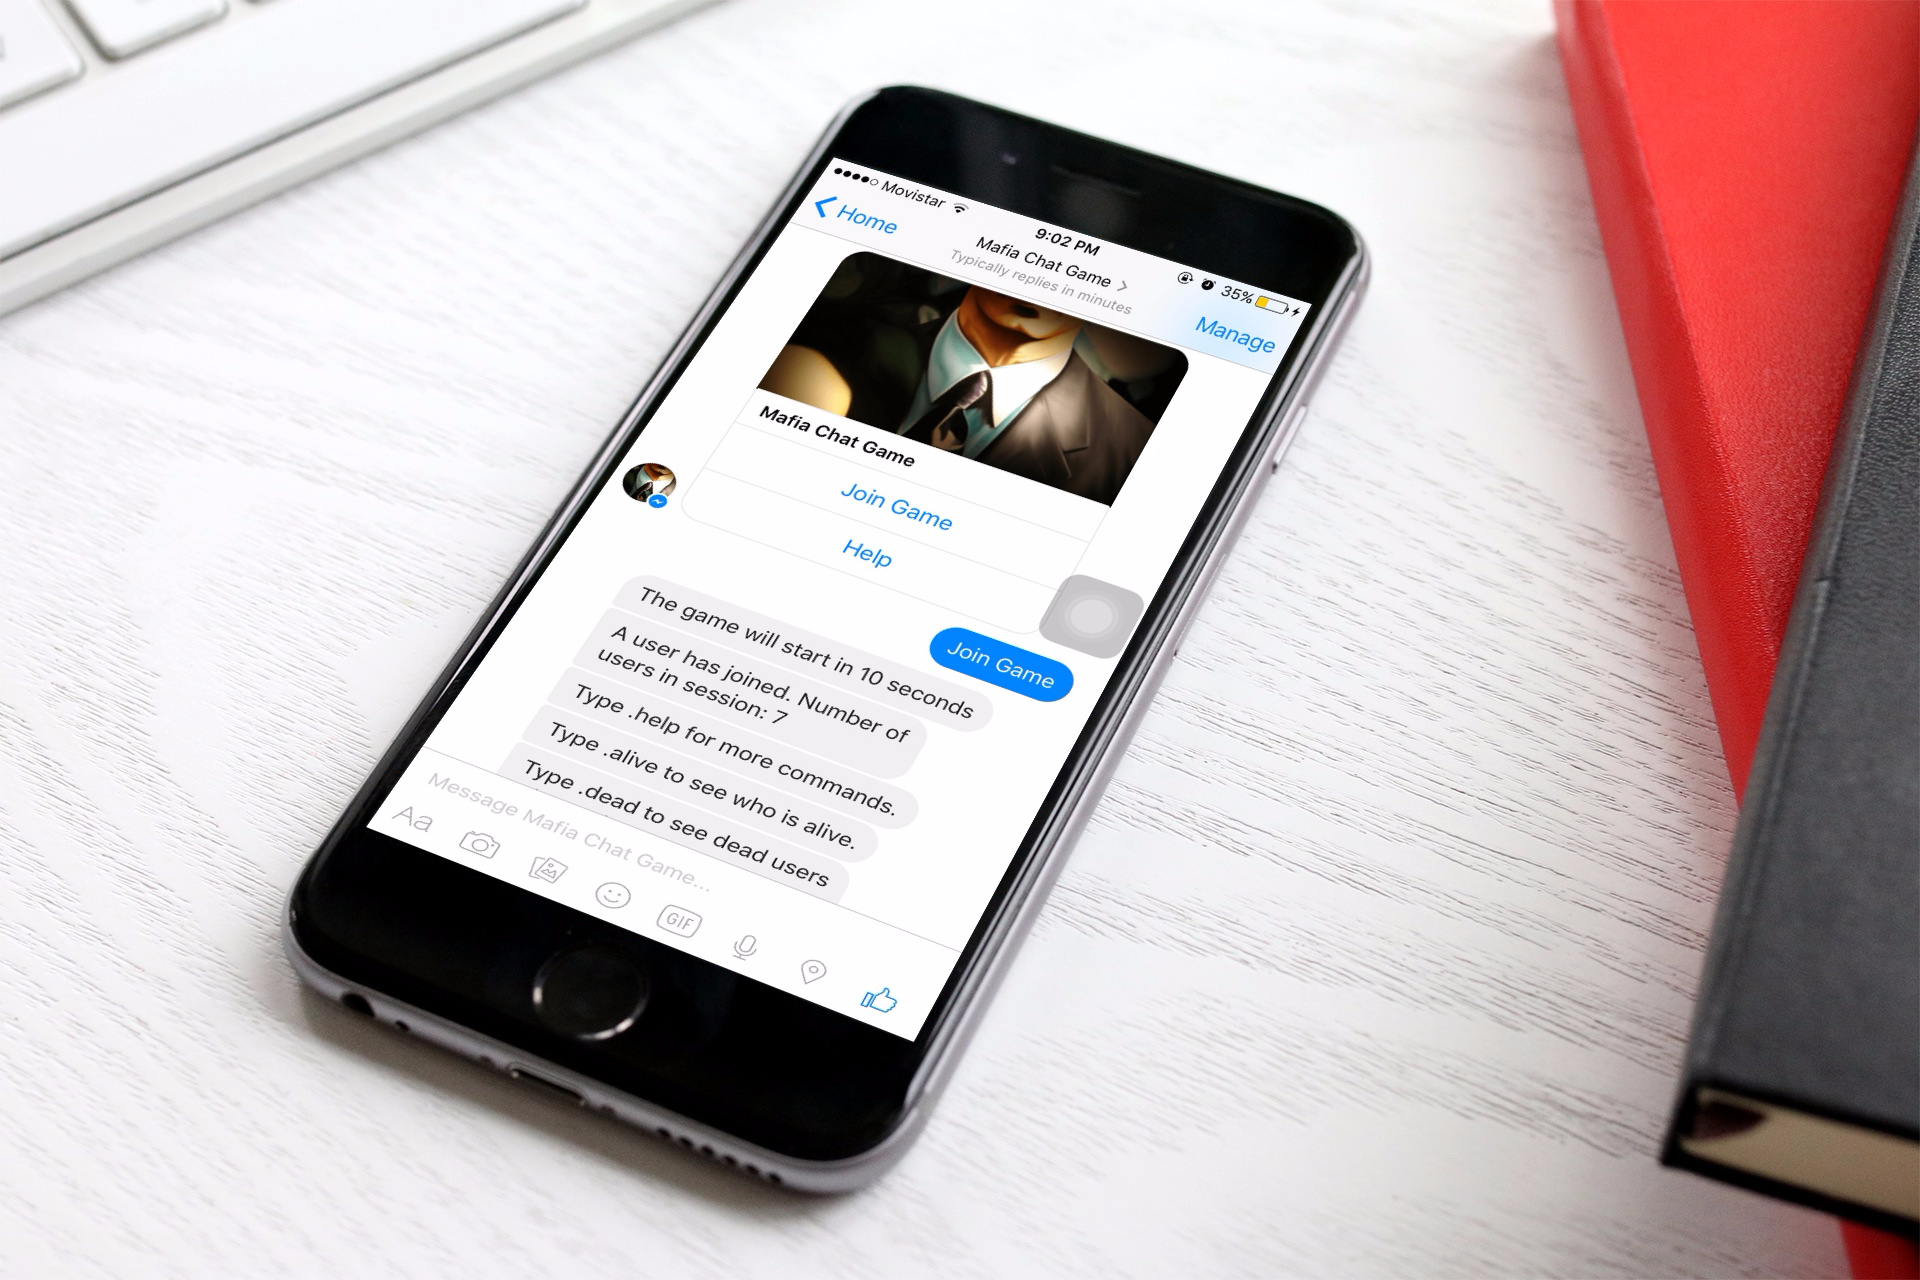 Movistar
9:02 PM
35%
Home
Mafia Chat Game
Typically replies in minutes
Manage
Mafia Chat Game
Join Game
Help
Join Game
The game will start in 10 seconds
A user has joined. Number of
users in session: 7
Type .help for more commands.
Type .alive to see who is alive.
Type .dead to see dead users
Message Mafia Chat Game...
Aa
GIF